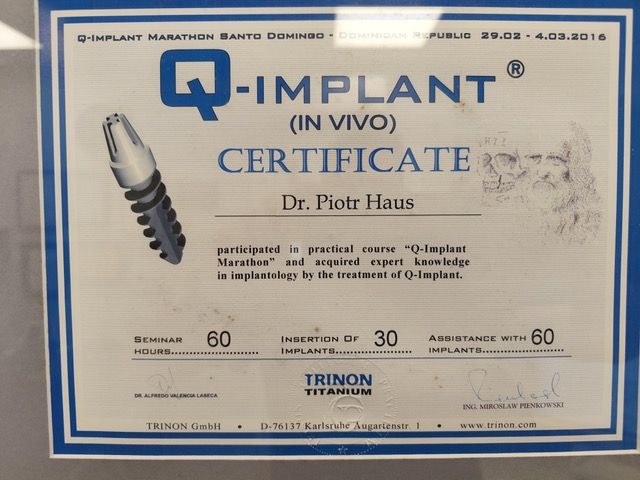 Q-Implant Marathon Santo Domingo - Dominican Republic 29.02 - 4.03.2016
Q-IMPLANT ®
(IN VIVO)
CERTIFICATE
Dr. Piotr Haus
participated in practical course “Q-Implant
Marathon” and acquired expert knowledge
in implantology by the treatment of Q-Implant.
Seminar Hours 60 Insertion Of Implants 30 Assistance with Implants 60
TRINON
TITANIUM
DR. ALFREDO VALENCIA LABECA
ING. MIROSLAW PIENKOWSKI
TRINON GmbH • D-76137 Karlsruhe Augartenstr. 1 • www.trinon.com